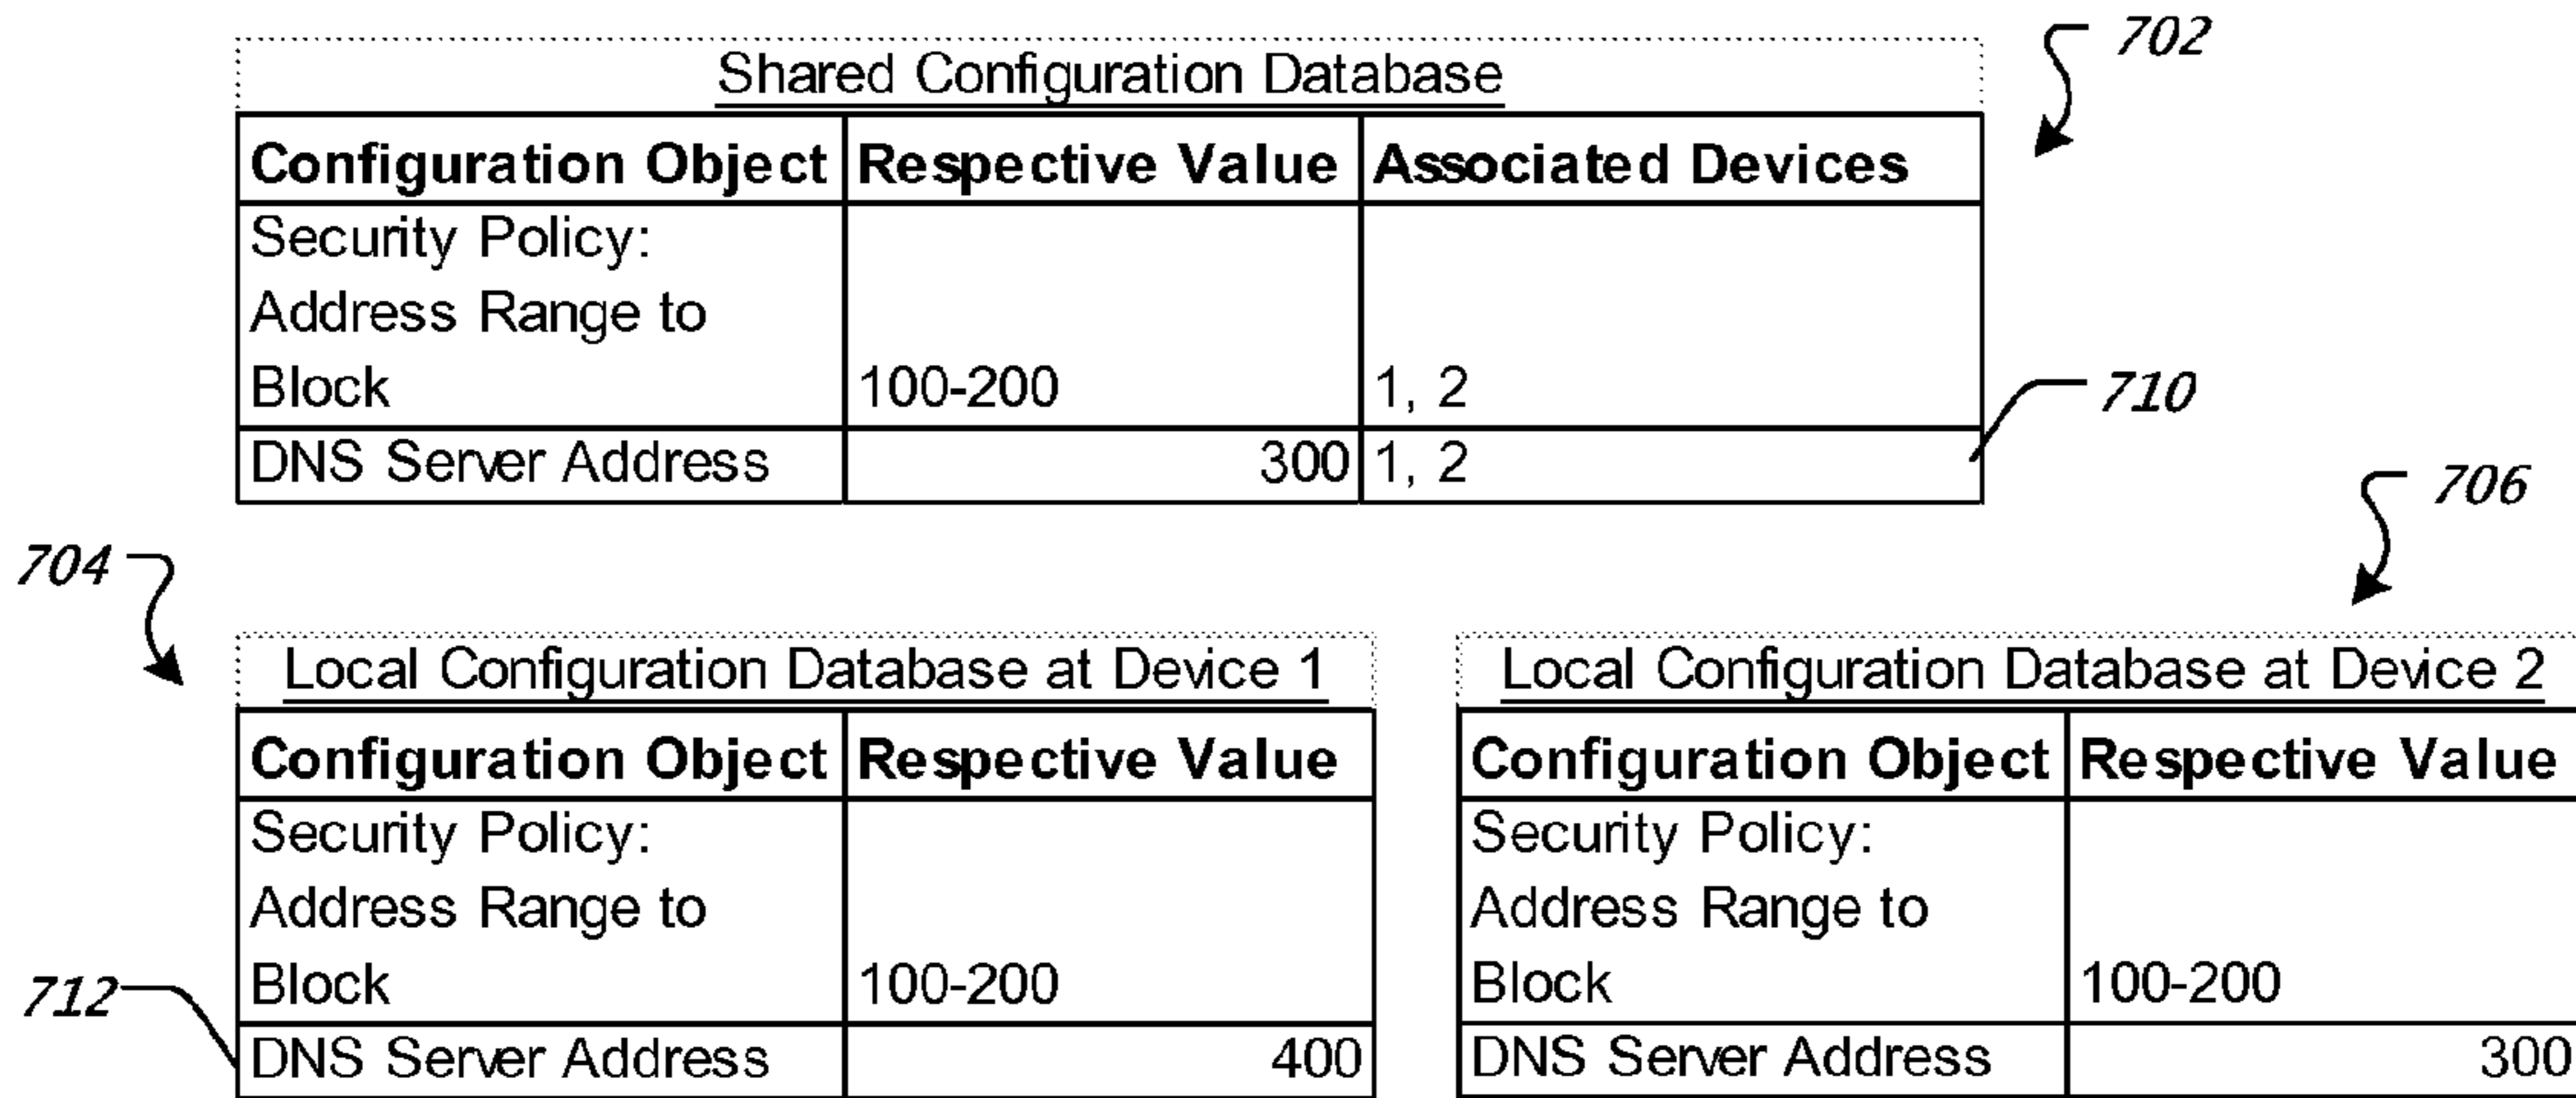 702
Shared Configuration Database
Configuration Object Respective Value Associated Devices
Security Policy:
Address Range to
Block 100-200 1, 2
710
DNS Server Address 300 1, 2
706
704
Local Configuration Database at Device 1
Configuration Object Respective Value
Security Policy:
Address Range to
Block 100-200
712
DNS Server Address 400
Local Configuration Database at Device 2
Configuration Object Respective Value
Security Policy:
Address Range to
Block 100-200
DNS Server Address 300